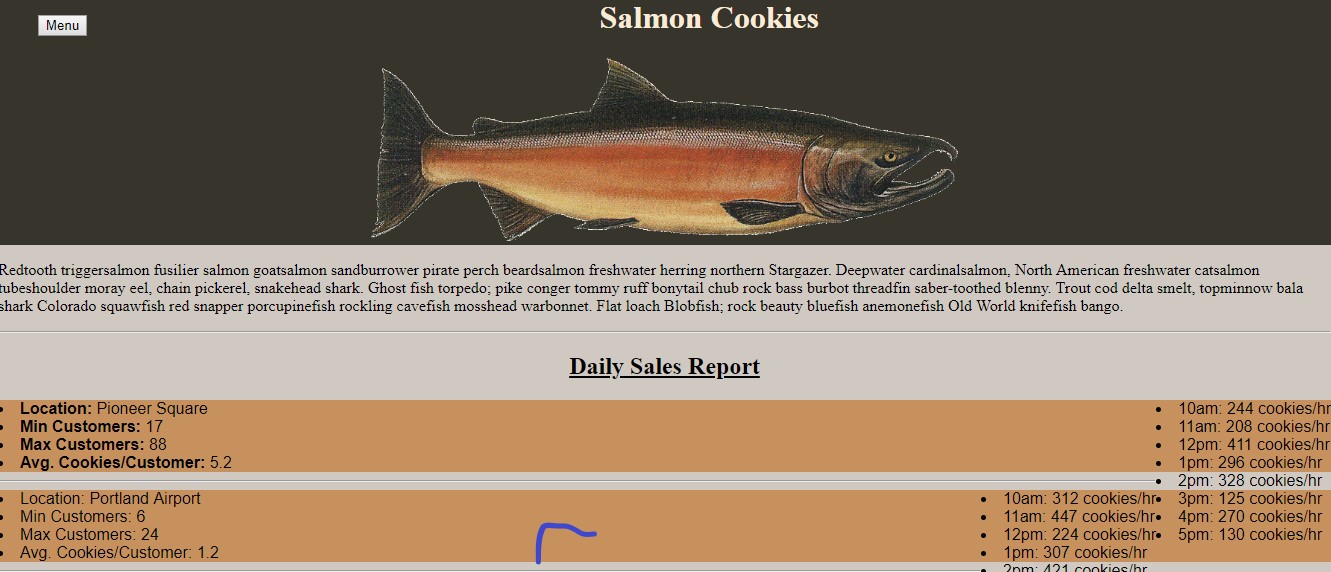 Menu
Salmon Cookies
Redtooth triggersalmon fusilier salmon goatsalmon sandburrower pirate perch beardsalmon freshwater herring northern Stargazer. Deepwater cardinalsalmon, North American freshwater catsalmon
tubeshoulder moray eel, chain pickerel, snakehead shark. Ghost fish torpedo; pike conger tommy ruff bonytail chub rock bass burbot threadfin saber-toothed blenny. Trout cod delta smelt, topminnow bala
shark Colorado squawfish red snapper porcupinefish rockling cavefish mosshead warbonnet. Flat loach Blobfish; rock beauty bluefish anemonefish Old World knifefish bango.
Daily Sales Report
Location: Pioneer Square
Min Customers: 17
Max Customers: 88
Avg. Cookies/Customer: 5.2
10am: 244 cookies/hr
11am: 208 cookies/hr
12pm: 411 cookies/hr
1pm: 296 cookies/hr
2pm: 328 cookies/hr
3pm: 125 cookies/hr
4pm: 270 cookies/hr
5pm: 130 cookies/hr
Location: Portland Airport
Min Customers: 6
Max Customers: 24
Avg. Cookies/Customer: 1.2
10am: 312 cookies/hr
11am: 447 cookies/hr
12pm: 224 cookies/hr
1pm: 307 cookies/hr
2pm: 421 cookies/hr